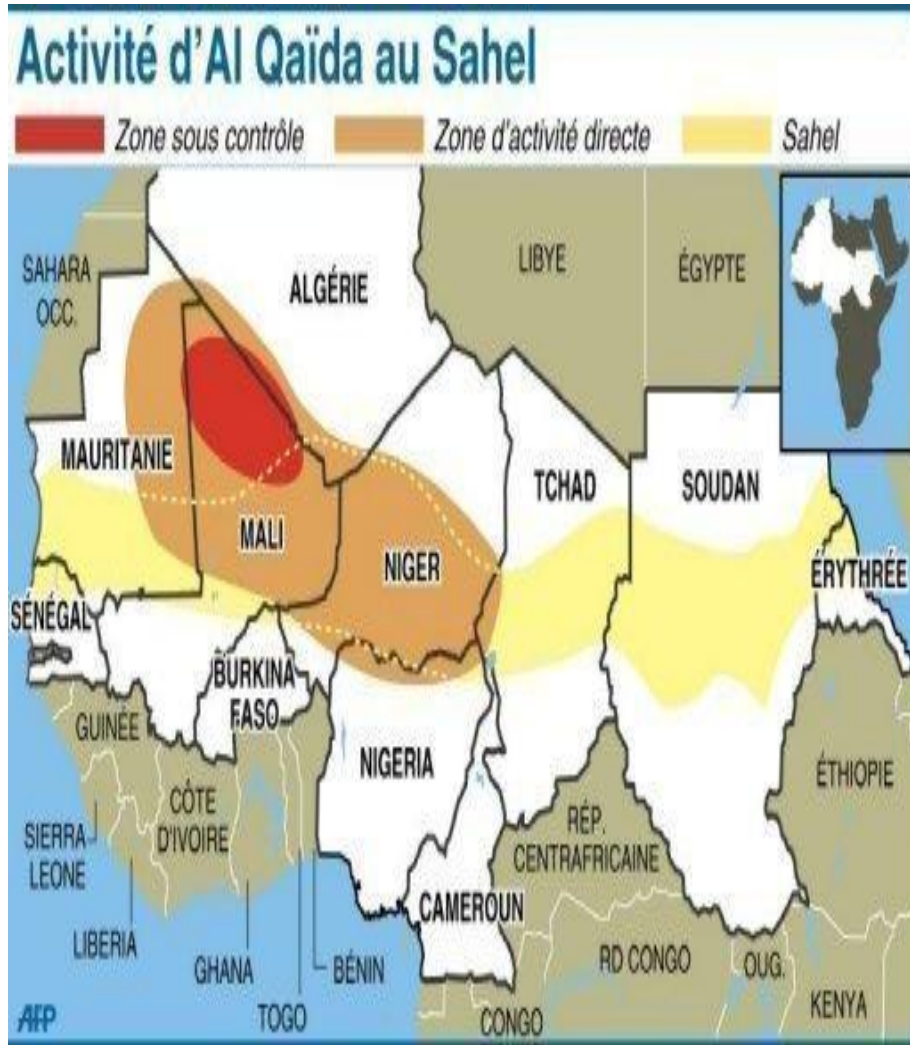 Activité d'Al Qaïda au Sahel
Zone sous contrôle
Zone d'activité directe
Sahel
SAHARA
OCC.
ALGÉRIE
LIBYE
ÉGYPTE
MAURITANIE
MALI
NIGER
TCHAD
SOUDAN
ÉRYTHRÉE
SÉNÉGAL
BURKINA
FASO
GUINÉE
NIGERIA
CÔTE
D'IVOIRE
SIERRA
LEONE
LIBERIA
GHANA
TOGO
BÉNIN
CAMEROUN
RÉP.
CENTRAFRICAINE
ÉTHIOPIE
RD CONGO
OUG.
KENYA
CONGO
AFP